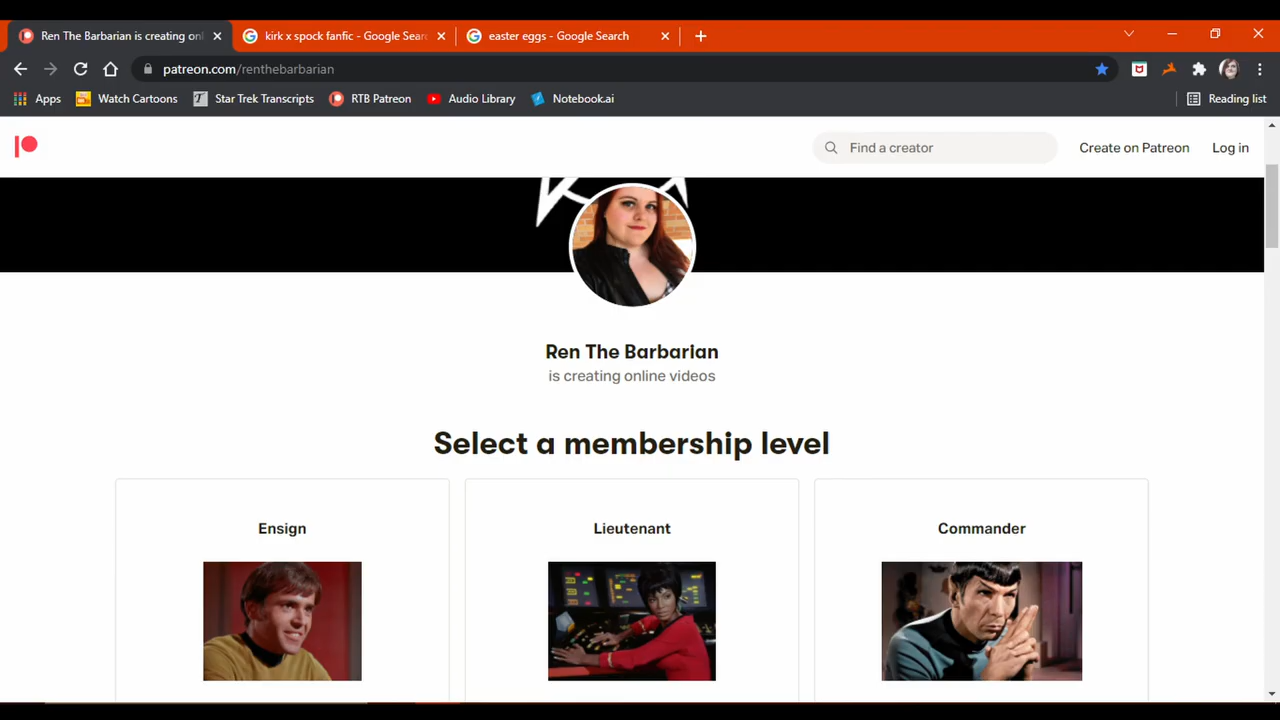 Ren The Barbarian is creating onl
kirk x spock fanfic - Google Sear
easter eggs - Google Search
patreon.com/renthebarbarian
Apps
Watch Cartoons
Star Trek Transcripts
RTB Patreon
Audio Library
Notebook.ai
Reading list
Find a creator
Create on Patreon
Log in
Ren The Barbarian
is creating online videos
Select a membership level
Ensign
Lieutenant
Commander